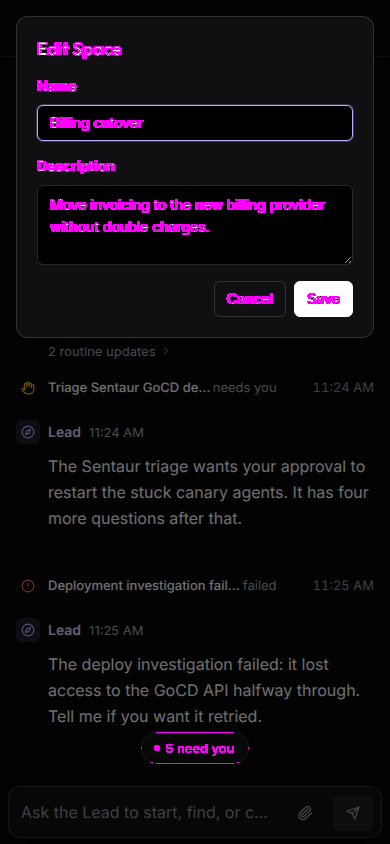 Edit Space
Name
Billing cutover
Description
Move invoicing to the new billing provider
without double charges.
Cancel
Save
2 routine updates
Triage Sentaur GoCD de... needs you 11:24 AM
Lead 11:24 AM
The Sentaur triage wants your approval to
restart the stuck canary agents. It has four
more questions after that.
Deployment investigation fail... failed 11:25 AM
Lead 11:25 AM
The deploy investigation failed: it lost
access to the GoCD API halfway through.
Tell me if you want it retried.
5 need you
Ask the Lead to start, find, or c...